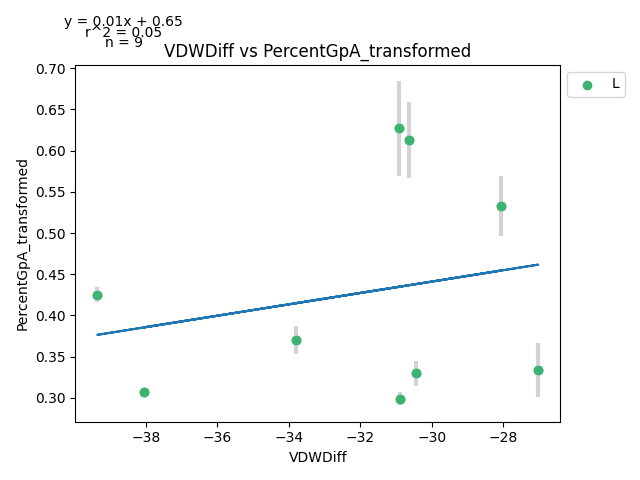 y = 0.01x + 0.65
r^2 = 0.05
n = 9
VDWDiff vs PercentGpA_transformed
L
0.70
0.65
0.60
0.55
0.50
0.45
0.40
0.35
0.30
PercentGpA_transformed
−38
−36
−34
−32
−30
−28
VDWDiff